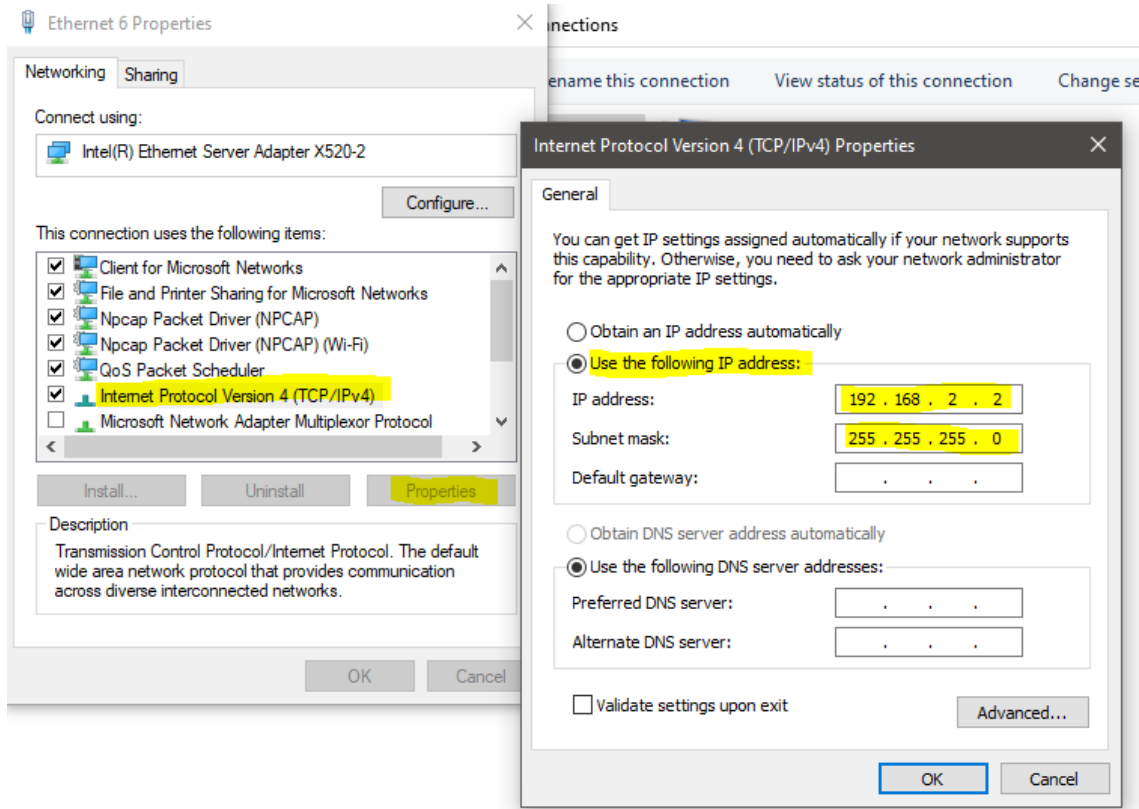 Ethernet 6 Properties
Networking
Sharing
Connect using:
Intel(R) Ethernet Server Adapter X520-2
Configure...
This connection uses the following items:
Client for Microsoft Networks
File and Printer Sharing for Microsoft Networks
Npcap Packet Driver (NPCAP)
Npcap Packet Driver (NPCAP) (Wi-Fi)
QoS Packet Scheduler
Internet Protocol Version 4 (TCP/IPv4)
Microsoft Network Adapter Multiplexor Protocol
Install...
Uninstall
Properties
Description
Transmission Control Protocol/Internet Protocol. The default
wide area network protocol that provides communication
across diverse interconnected networks.
OK
Cancel
nnections
ename this connection
View status of this connection
Change se
Internet Protocol Version 4 (TCP/IPv4) Properties
General
You can get IP settings assigned automatically if your network supports
this capability. Otherwise, you need to ask your network administrator
for the appropriate IP settings.
Obtain an IP address automatically
Use the following IP address:
IP address:
192 . 168 . 2 . 2
Subnet mask:
255 . 255 . 255 . 0
Default gateway:
. . .
Obtain DNS server address automatically
Use the following DNS server addresses:
Preferred DNS server:
. . .
Alternate DNS server:
. . .
Validate settings upon exit
Advanced...
OK
Cancel